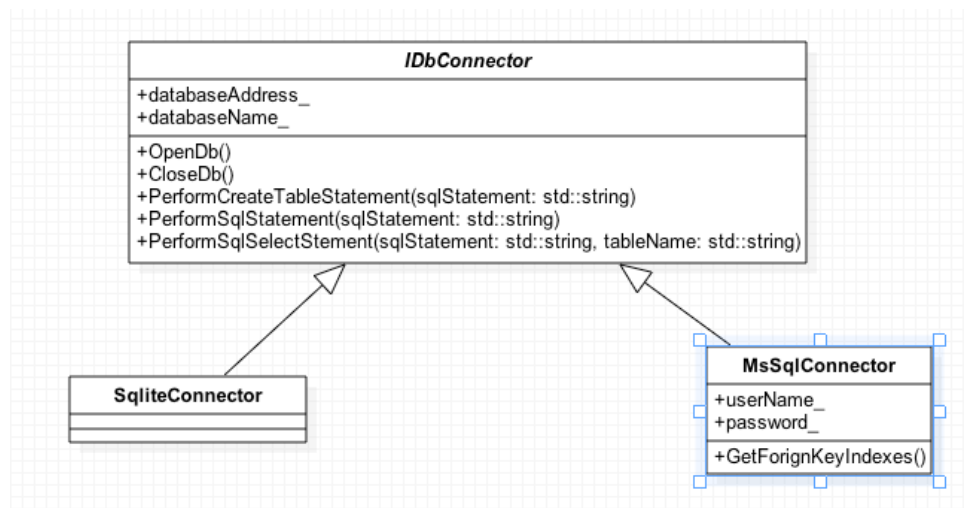 IDbConnector
+databaseAddress_
+databaseName_
+OpenDb()
+CloseDb()
+PerformCreateTableStatement(sqlStatement: std::string)
+PerformSqlStatement(sqlStatement: std::string)
+PerformSqlSelectStement(sqlStatement: std::string, tableName: std::string)
SqliteConnector
MsSqlConnector
+userName_
+password_
+GetForignKeyIndexes()